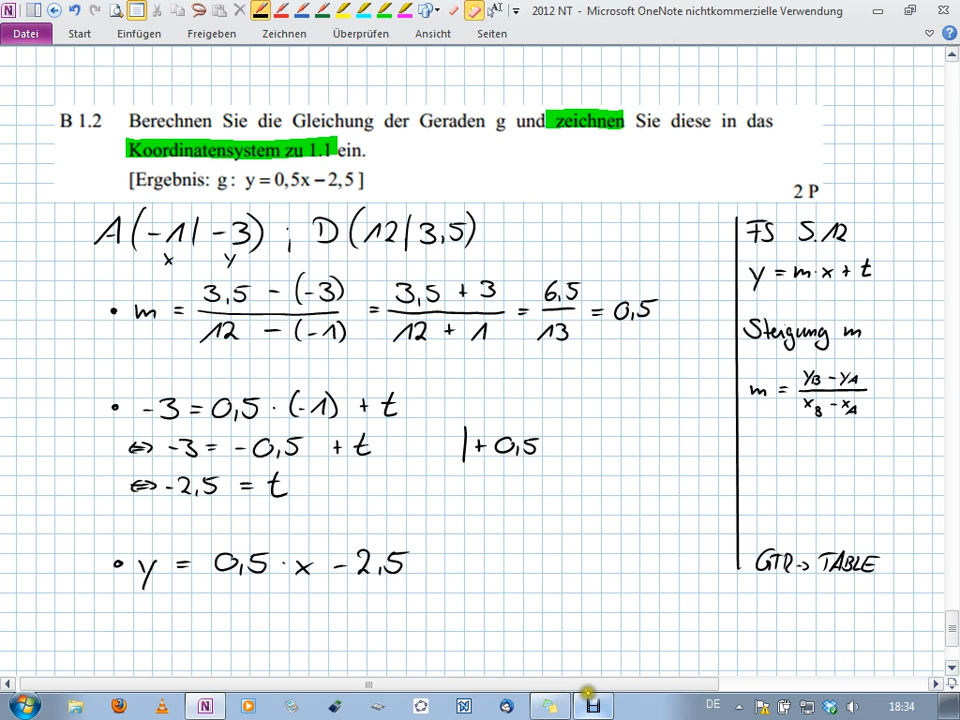 2012 NT - Microsoft OneNote nichtkommerzielle Verwendung
Datei Start Einfügen Freigeben Zeichnen Überprüfen Ansicht Seiten
B 1.2 Berechnen Sie die Gleichung der Geraden g und zeichnen Sie diese in das
Koordinatensystem zu 1.1 ein.
[Ergebnis: g: y = 0,5x − 2,5 ]
2 P
A(-1|-3) ; D(12|3,5)
x y
• m = (3,5 - (-3))/(12 - (-1)) = (3,5 + 3)/(12 + 1) = 6,5/13 = 0,5
• -3 = 0,5 · (-1) + t
⇔ -3 = -0,5 + t |+ 0,5
⇔ -2,5 = t
• y = 0,5 · x - 2,5
FS S.12
y = m·x + t
Steigung m
m = (yB - yA)/(xB - xA)
GTR → TABLE
DE 18:34